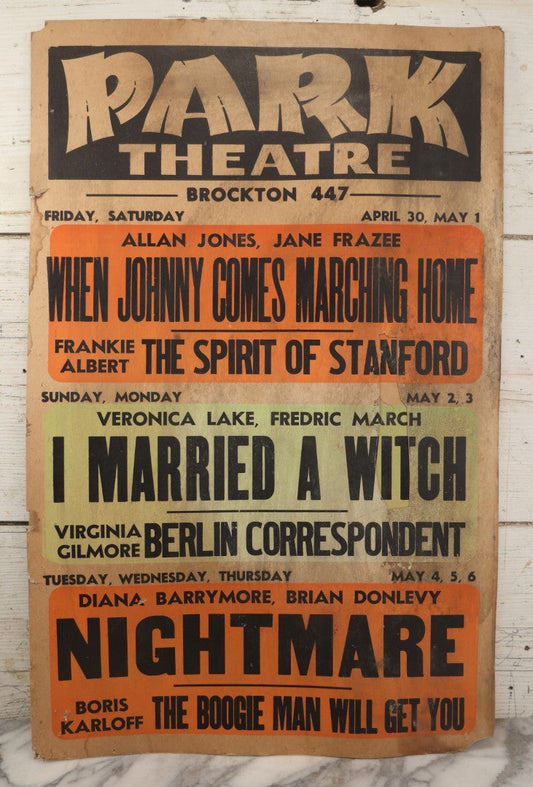 PARK
THEATRE
BROCKTON 447
FRIDAY, SATURDAY APRIL 30, MAY 1
ALLAN JONES, JANE FRAZEE
WHEN JOHNNY COMES MARCHING HOME
FRANKIE ALBERT THE SPIRIT OF STANFORD
SUNDAY, MONDAY MAY 2, 3
VERONICA LAKE, FREDRIC MARCH
I MARRIED A WITCH
VIRGINIA GILMORE BERLIN CORRESPONDENT
TUESDAY, WEDNESDAY, THURSDAY MAY 4, 5, 6
DIANA BARRYMORE, BRIAN DONLEVY
NIGHTMARE
BORIS KARLOFF THE BOOGIE MAN WILL GET YOU